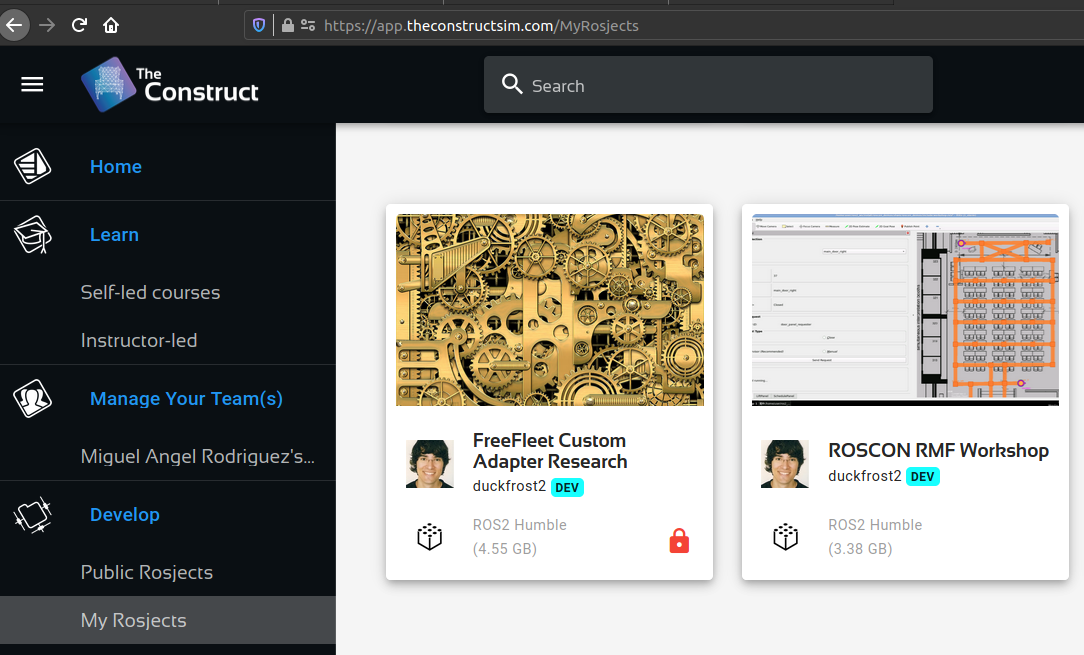 https://app.theconstructsim.com/MyRosjects
The
Construct
Search
Home
Learn
Self-led courses
Instructor-led
Manage Your Team(s)
Miguel Angel Rodriguez's...
Develop
Public Rosjects
My Rosjects
FreeFleet Custom
Adapter Research
duckfrost2 DEV
ROS2 Humble
(4.55 GB)
ROSCON RMF Workshop
duckfrost2 DEV
ROS2 Humble
(3.38 GB)